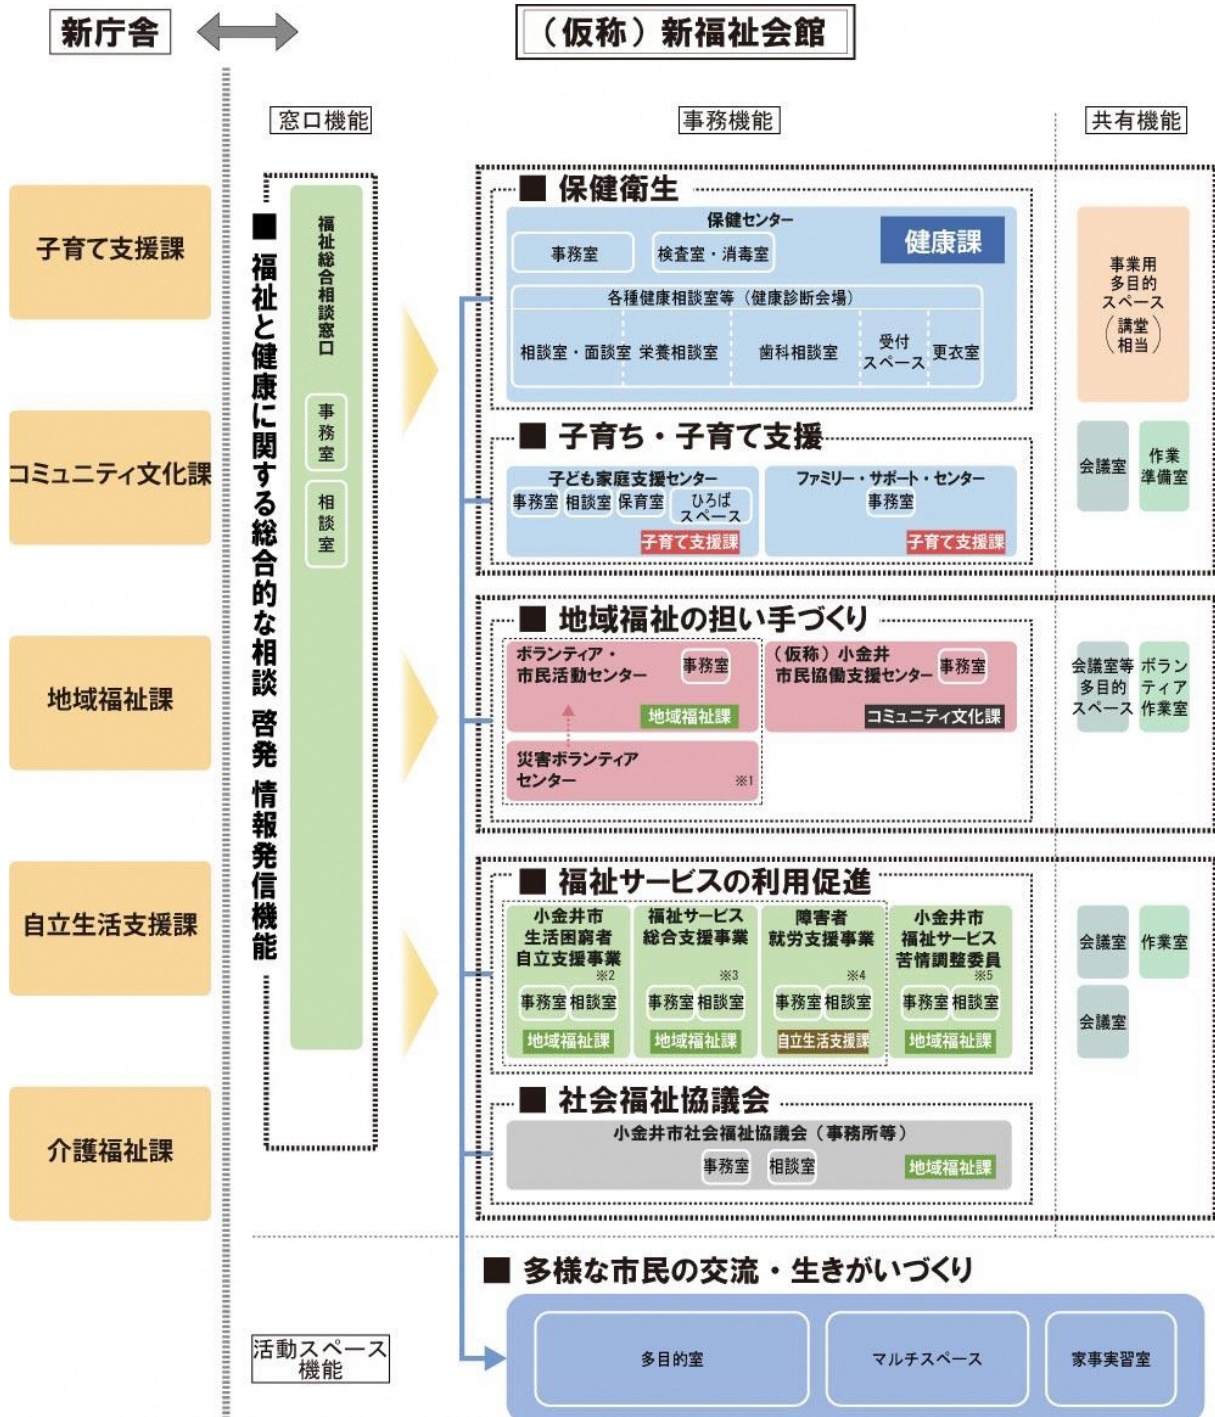 新庁舎
（仮称）新福祉会館
窓口機能
事務機能
共有機能
子育て支援課
コミュニティ文化課
地域福祉課
自立生活支援課
介護福祉課
■ 福祉と健康に関する総合的な相談 啓発 情報発信機能
福祉総合相談窓口
事務室
相談室
■ 保健衛生
保健センター
事務室
検査室・消毒室
健康課
各種健康相談室等（健康診断会場）
相談室・面談室
栄養相談室
歯科相談室
受付
スペース
更衣室
事業用
多目的
スペース
（講堂
相当）
■ 子育ち・子育て支援
子ども家庭支援センター
事務室
相談室
保育室
ひろば
スペース
子育て支援課
ファミリー・サポート・センター
事務室
子育て支援課
会議室
作業
準備室
■ 地域福祉の担い手づくり
ボランティア・
市民活動センター
事務室
地域福祉課
災害ボランティア
センター
※1
（仮称）小金井
市民協働支援センター
事務室
コミュニティ文化課
会議室等
多目的
スペース
ボラン
ティア
作業室
■ 福祉サービスの利用促進
小金井市
生活困窮者
自立支援事業
※2
事務室
相談室
地域福祉課
福祉サービス
総合支援事業
※3
事務室
相談室
地域福祉課
障害者
就労支援事業
※4
事務室
相談室
自立生活支援課
小金井市
福祉サービス
苦情調整委員
※5
事務室
相談室
地域福祉課
会議室
作業室
会議室
■ 社会福祉協議会
小金井市社会福祉協議会（事務所等）
事務室
相談室
地域福祉課
■ 多様な市民の交流・生きがいづくり
活動スペース
機能
多目的室
マルチスペース
家事実習室